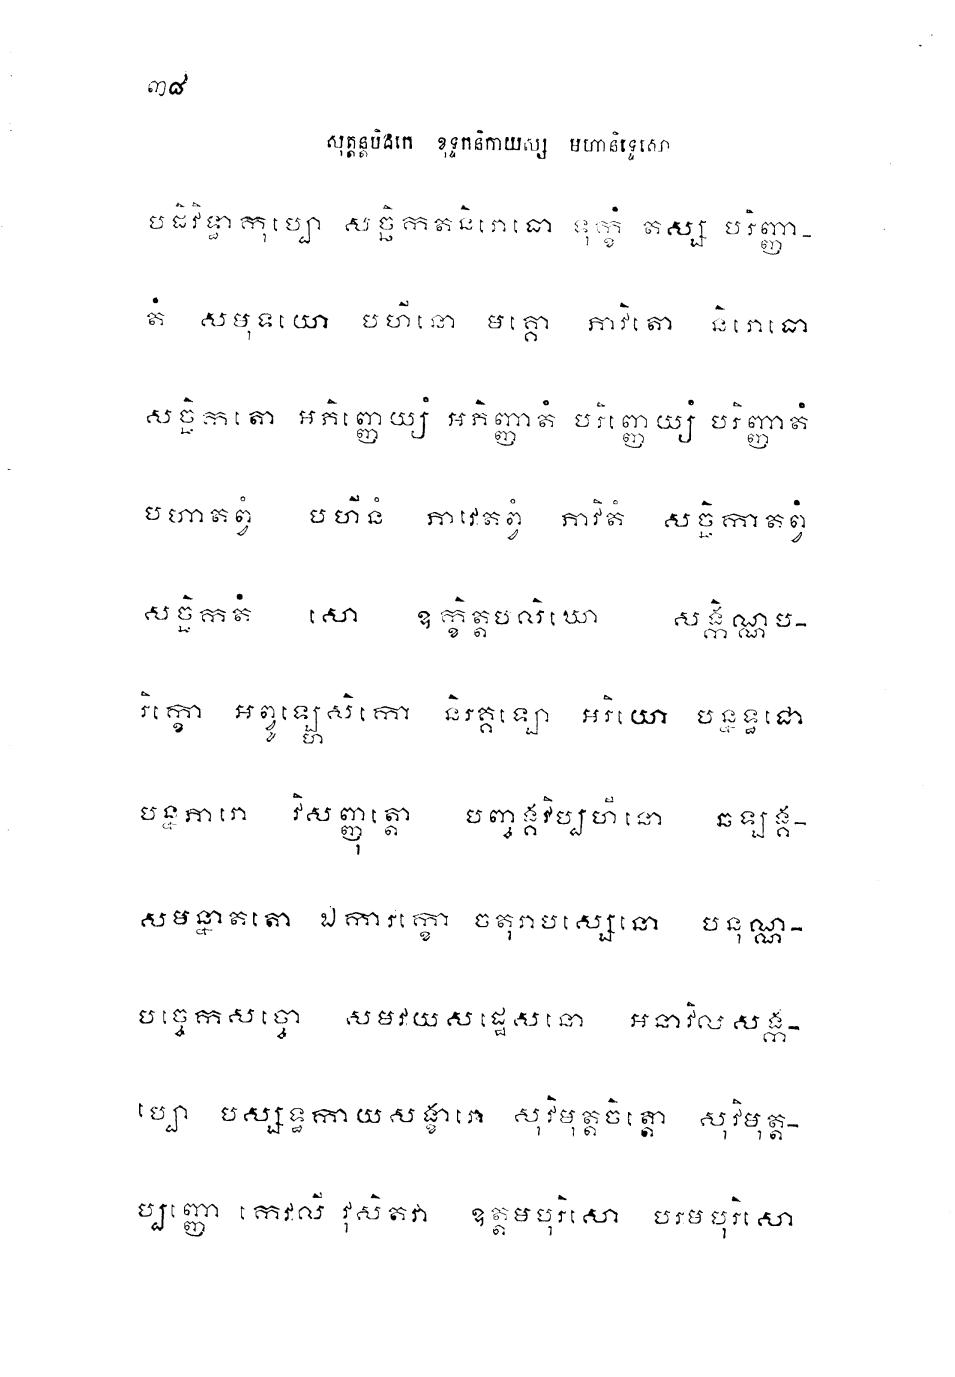 ៣៨
សុត្តន្តបិដកេ ខុទ្ទកនិកាយស្ស មហានិទ្ទេសោ
បដិវិទ្ធាកុប្បោ សច្ឆិកតនិរោធោ ទុក្ខំ តស្ស បរិញ្ញា-
តំ សមុទយោ បហីនោ មគ្គោ ភាវិតោ និរោធោ
សច្ឆិកតោ អភិញ្ញេយ្យំ អភិញ្ញាតំ បរិញ្ញេយ្យំ បរិញ្ញាតំ
បហាតព្វំ បហីនំ ភាវេតព្វំ ភាវិតំ សច្ឆិកាតព្វំ
សច្ឆិកតំ សោ ឧក្ខិត្តបលិឃោ សង្កិណ្ណប-
រិក្ខោ អព្វូឡ្ហេសិកោ និរគ្គឡោ អរិយោ បន្នទ្ធជោ
បន្នភារោ វិសញ្ញុត្តោ បញ្ចង្គវិប្បហីនោ ឆឡង្គ-
សមន្នាគតោ ឯការក្ខោ ចតុរាបស្សេនោ បនុណ្ណ-
បច្ចេកសច្ចោ សមវយសដ្ឋេសនោ អនាវិលសង្ក-
ប្បោ បស្សទ្ធកាយសង្ខារោ សុវិមុត្តចិត្តោ សុវិមុត្ត-
ប្បញ្ញោ កេវលី វុសិតវា ឧត្តមបុរិសោ បរមបុរិសោ